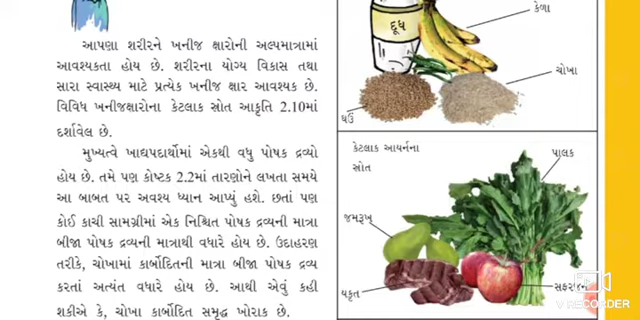 આપણા શરીરને ખનીજ ક્ષારોની અલ્પમાત્રામાં
આવશ્યકતા હોય છે. શરીરના યોગ્ય વિકાસ તથા
સારા સ્વાસ્થ્ય માટે પ્રત્યેક ખનીજ ક્ષાર આવશ્યક છે.
વિવિધ ખનીજક્ષારોના કેટલાક સ્રોત આકૃતિ 2.10માં
દર્શાવેલ છે.
મુખ્યત્વે ખાદ્યપદાર્થોમાં એકથી વધુ પોષક દ્રવ્યો
હોય છે. તમે પણ કોષ્ટક 2.2માં તારણોને લખતા સમયે
આ બાબત પર અવશ્ય ધ્યાન આપ્યું હશે. છતાં પણ
કોઈ કાચી સામગ્રીમાં એક નિશ્ચિત પોષક દ્રવ્યની માત્રા
બીજા પોષક દ્રવ્યની માત્રાથી વધારે હોય છે. ઉદાહરણ
તરીકે, ચોખામાં કાર્બોદિતની માત્રા બીજા પોષક દ્રવ્ય
કરતાં અત્યંત વધારે હોય છે. આથી એવું કહી
શકીએ કે, ચોખા કાર્બોદિત સમૃદ્ધ ખોરાક છે.
કેળા
દૂધ
ચોખા
ઘઉં
કેટલાક આયર્નના
સ્રોત
પાલક
જમરૂખ
યકૃત
સફરજન
V RECORDER